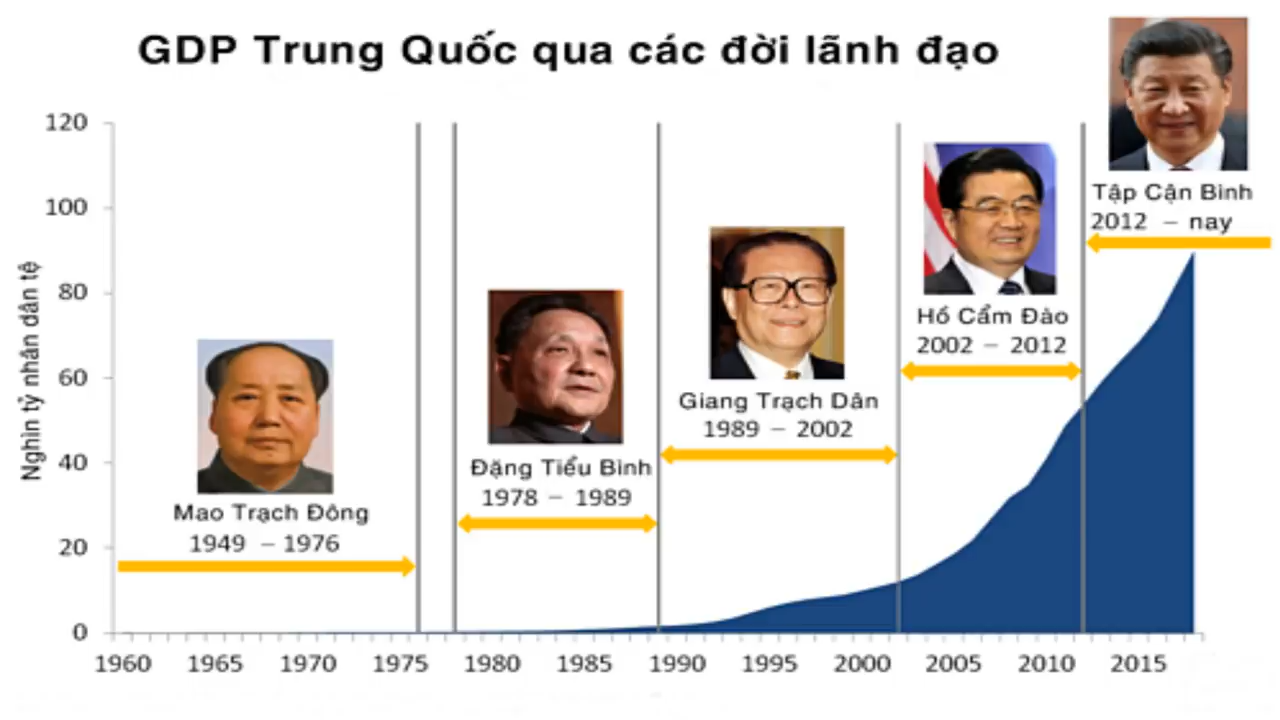 GDP Trung Quốc qua các đời lãnh đạo
Nghìn tỷ nhân dân tệ
120
100
80
60
40
20
0
Mao Trạch Đông
1949 – 1976
Đặng Tiểu Bình
1978 – 1989
Giang Trạch Dân
1989 – 2002
Hồ Cẩm Đào
2002 – 2012
Tập Cận Bình
2012 – nay
1960 1965 1970 1975 1980 1985 1990 1995 2000 2005 2010 2015